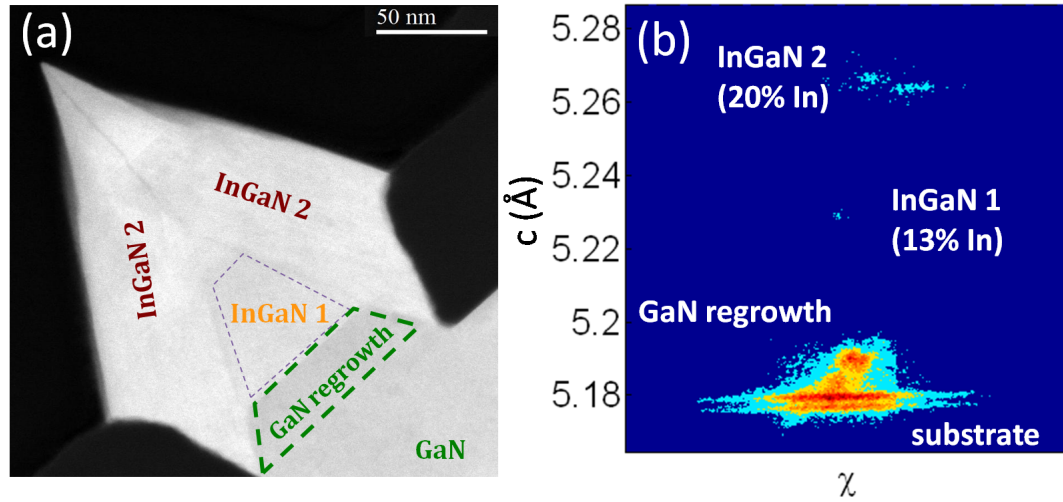 (a)
50 nm
InGaN 2
InGaN 2
InGaN 1
GaN regrowth
GaN
(b)
5.28
5.26
5.24
5.22
5.2
5.18
c (Å)
InGaN 2
(20% In)
InGaN 1
(13% In)
GaN regrowth
substrate
χ